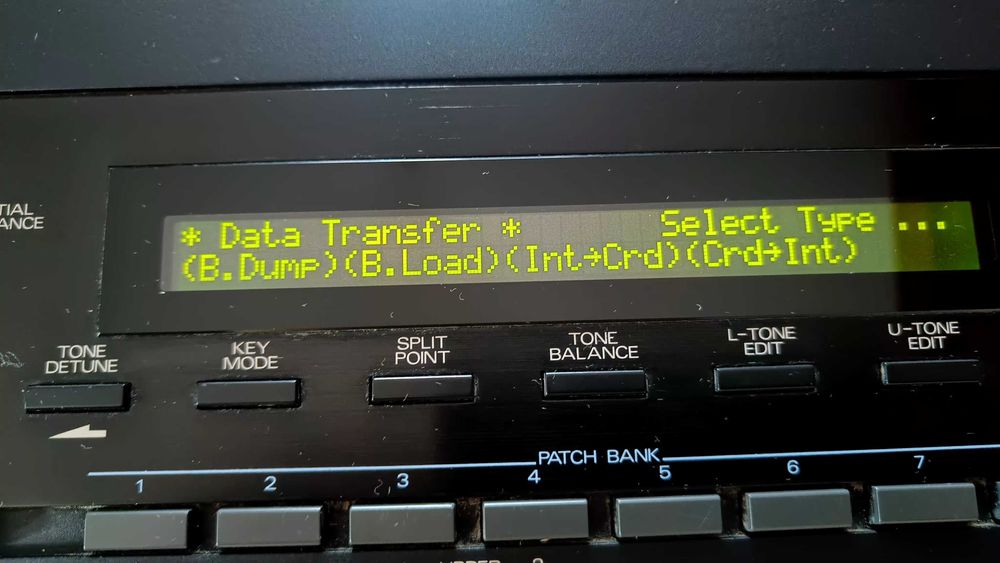 TIAL
ANCE
* Data Transfer *        Select Type ...
(B.Dump)(B.Load)(Int→Crd)(Crd→Int)
TONE
DETUNE
KEY
MODE
SPLIT
POINT
TONE
BALANCE
L-TONE
EDIT
U-TONE
EDIT
PATCH BANK
1 2 3 4 5 6 7